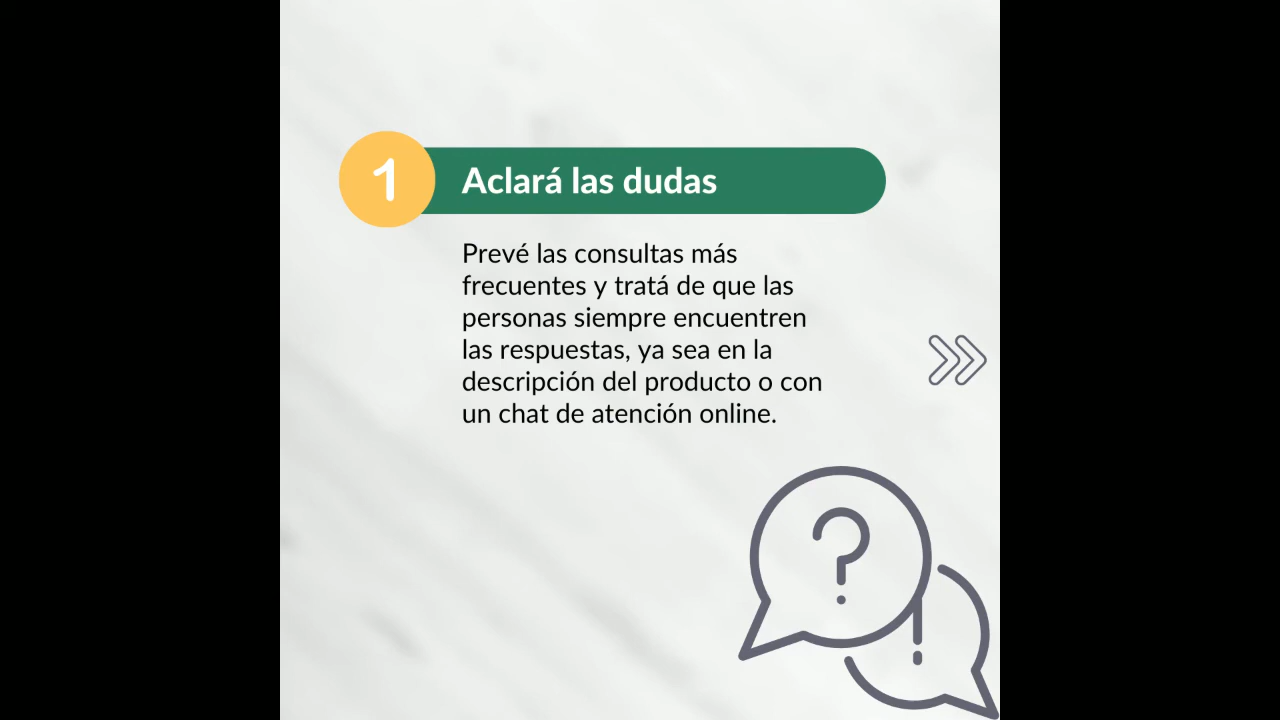 1
Aclará las dudas
Prevé las consultas más
frecuentes y tratá de que las
personas siempre encuentren
las respuestas, ya sea en la
descripción del producto o con
un chat de atención online.
?
!